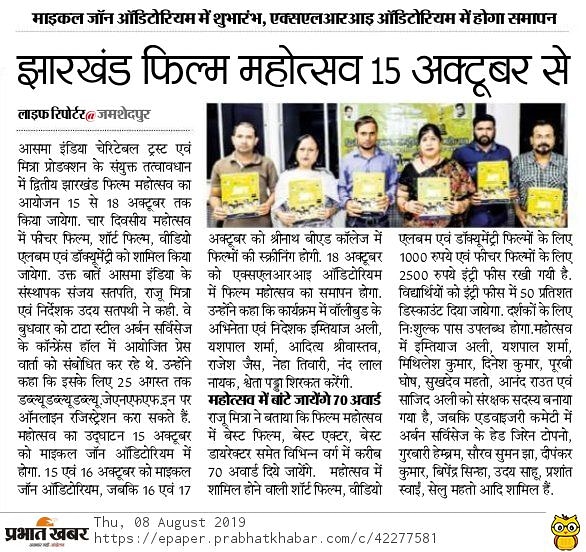 माइकल जॉन ऑडिटोरियम में शुभारंभ, एक्सएलआरआइ ऑडिटोरियम में होगा समापन
झारखंड फिल्म महोत्सव 15 अक्टूबर से
लाइफ रिपोर्टर@जमशेदपुर
आसमा इंडिया चेरिटेबल ट्रस्ट एवं
मित्रा प्रोडक्शन के संयुक्त तत्वावधान
में द्वितीय झारखंड फिल्म महोत्सव का
आयोजन 15 से 18 अक्टूबर तक
किया जायेगा. चार दिवसीय महोत्सव
में फीचर फिल्म, शॉर्ट फिल्म, वीडियो
एलबम एवं डॉक्यूमेंट्री को शामिल किया
जायेगा. उक्त बातें आसमा इंडिया के
संस्थापक संजय सतपति, राजू मित्रा
एवं निर्देशक उदय सतपथी ने कही. वे
बुधवार को टाटा स्टील अर्बन सर्विसेज
के कॉन्फ्रेंस हॉल में आयोजित प्रेस
वार्ता को संबोधित कर रहे थे. उन्होंने
कहा कि इसके लिए 25 अगस्त तक
डब्ल्यूडब्ल्यूडब्ल्यू.जेएनएफएफ.इन पर
ऑनलाइन रजिस्ट्रेशन करा सकते हैं.
महोत्सव का उद्घाटन 15 अक्टूबर
को माइकल जॉन ऑडिटोरियम में
होगा. 15 एवं 16 अक्टूबर को माइकल
जॉन ऑडिटोरियम, जबकि 16 एवं 17
अक्टूबर को श्रीनाथ बीएड कॉलेज में
फिल्मों की स्क्रीनिंग होगी. 18 अक्टूबर
को एक्सएलआरआइ ऑडिटोरियम
में फिल्म महोत्सव का समापन होगा.
उन्होंने कहा कि कार्यक्रम में वॉलीबुड के
अभिनेता एवं निदेशक इम्तियाज अली,
यशपाल शर्मा, आदित्य श्रीवास्तव,
राजेश जैस, नेहा तिवारी, नंद लाल
नायक, श्वेता पड्डा शिरकत करेंगी.
महोत्सव में बांटे जायेंगे 70 अवार्ड
राजू मित्रा ने बताया कि फिल्म महोत्सव
में बेस्ट फिल्म, बेस्ट एक्टर, बेस्ट
डायरेक्टर समेत विभिन्न वर्ग में करीब
70 अवार्ड दिये जायेंगे. महोत्सव में
शामिल होने वाली शॉर्ट फिल्म, वीडियो
एलबम एवं डॉक्यूमेंट्री फिल्मों के लिए
1000 रुपये एवं फीचर फिल्मों के लिए
2500 रुपये इंट्री फीस रखी गयी है.
विद्यार्थियों को इंट्री फीस में 50 प्रतिशत
डिस्काउंट दिया जायेगा. दर्शकों के लिए
निःशुल्क पास उपलब्ध होगा.महोत्सव
में इम्तियाज अली, यशपाल शर्मा,
मिथिलेश कुमार, दिनेश कुमार, पूरबी
घोष, सुखदेव महतो, आनंद राउत एवं
साजिद अली को संरक्षक सदस्य बनाया
गया है, जबकि एडवाइजरी कमेटी में
अर्बन सर्विसेज के हेड जिरेन टोपनो,
गुरबारी हेम्ब्रम, सौरव सुमन झा, दीपंकर
कुमार, बिपेंद्र सिन्हा, उदय साहू, प्रशांत
स्वाईं, सेलु महतो आदि शामिल हैं.
प्रभात खबर
Thu, 08 August 2019
https://epaper.prabhatkhabar.com/c/42277581